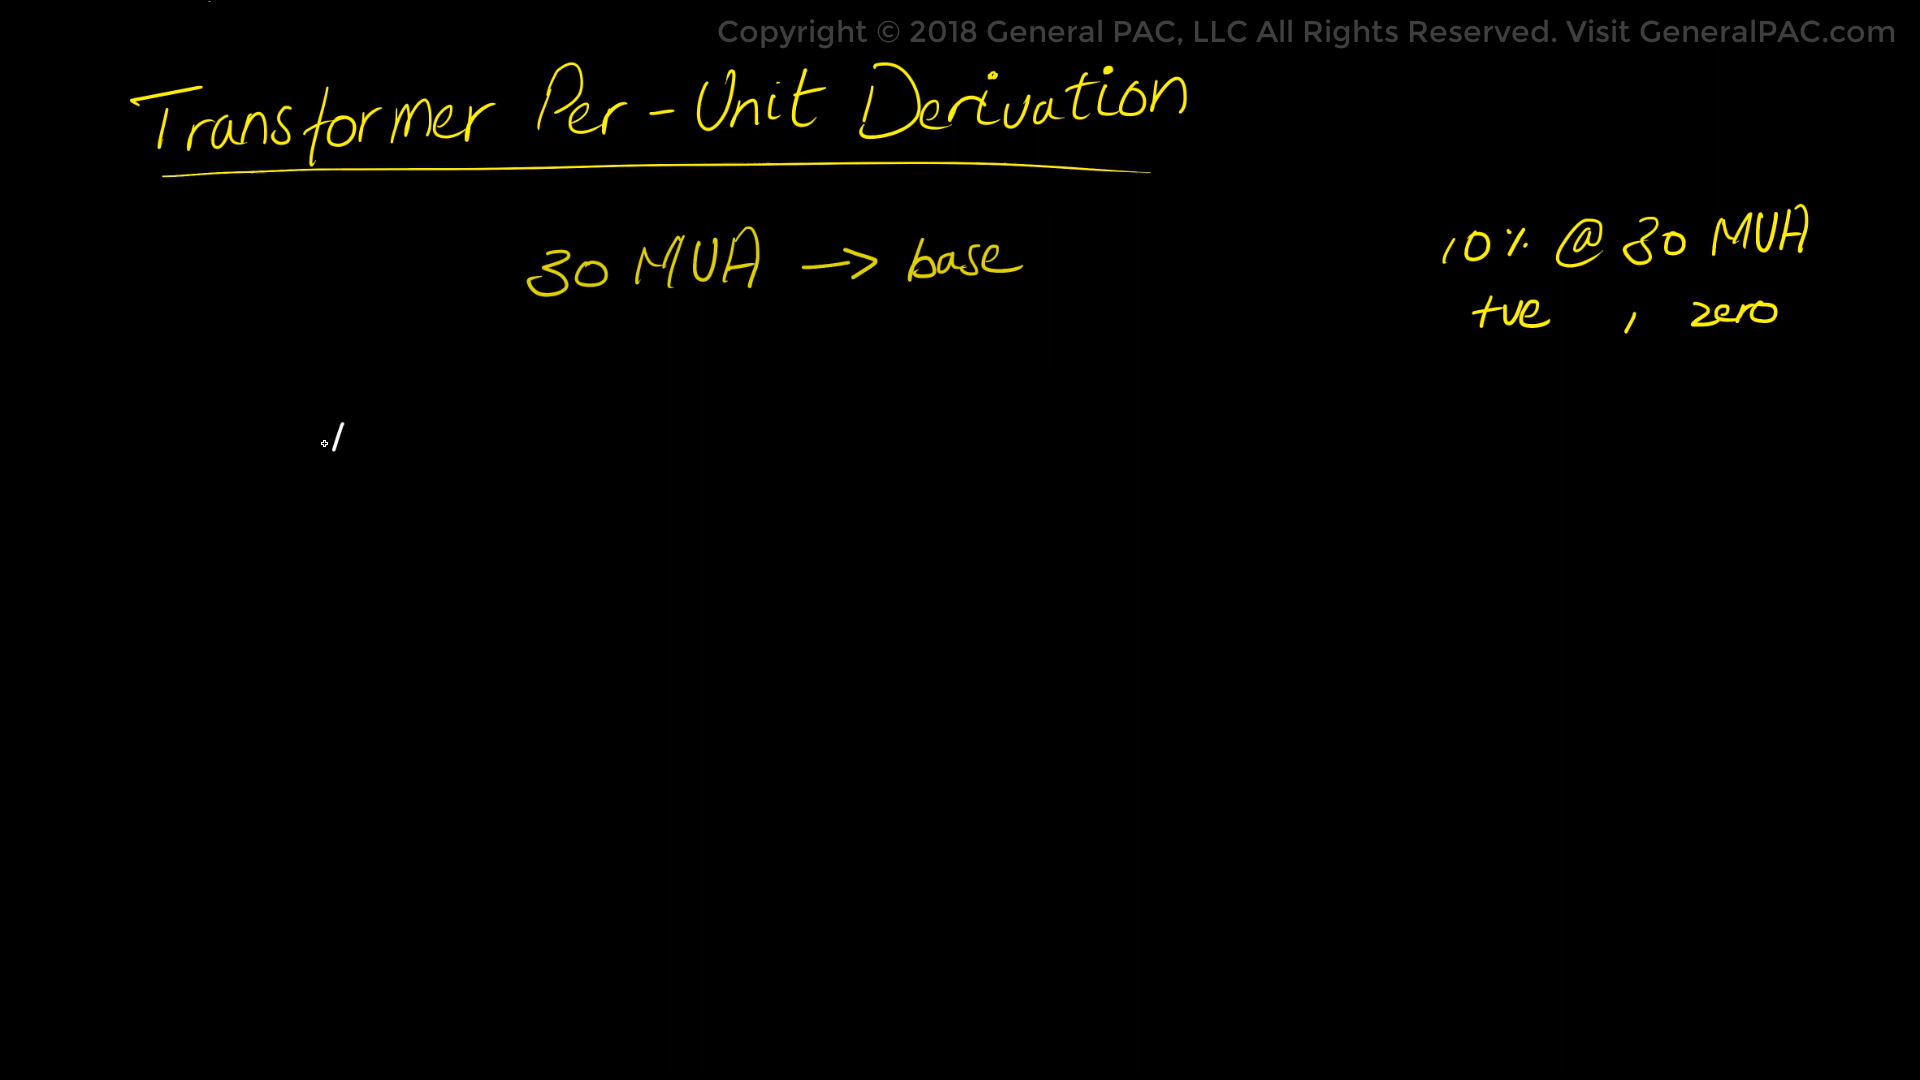 Copyright © 2018 General PAC, LLC All Rights Reserved. Visit GeneralPAC.com
Transformer Per-Unit Derivation
30 MVA → base
10% @ 30 MVA
+ve , zero